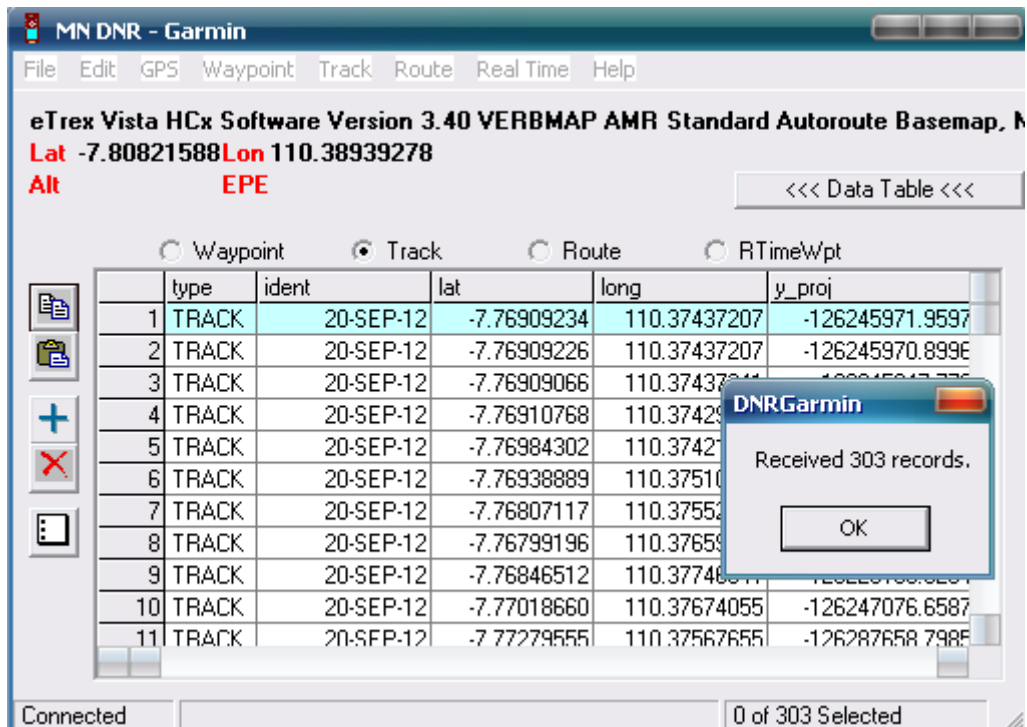 MN DNR - Garmin
File Edit GPS Waypoint Track Route Real Time Help
eTrex Vista HCx Software Version 3.40 VERBMAP AMR Standard Autoroute Basemap,
Lat -7.80821588 Lon 110.38939278
Alt EPE
<<< Data Table <<<
Waypoint Track Route RTimeWpt
type ident lat long y_proj
1 TRACK 20-SEP-12 -7.76909234 110.37437207 -126245971.9597
2 TRACK 20-SEP-12 -7.76909226 110.37437207 -126245970.899
3 TRACK 20-SEP-12 -7.76909066
4 TRACK 20-SEP-12 -7.76910768
5 TRACK 20-SEP-12 -7.76984302
6 TRACK 20-SEP-12 -7.76938889
7 TRACK 20-SEP-12 -7.76807117
8 TRACK 20-SEP-12 -7.76799196
9 TRACK 20-SEP-12 -7.76846512
10 TRACK 20-SEP-12 -7.77018660 110.37674055 -126247076.6587
11 TRACK 20-SEP-12 -7.77279555 110.37567655 -126287658.7985
DNRGarmin
Received 303 records.
OK
Connected
0 of 303 Selected